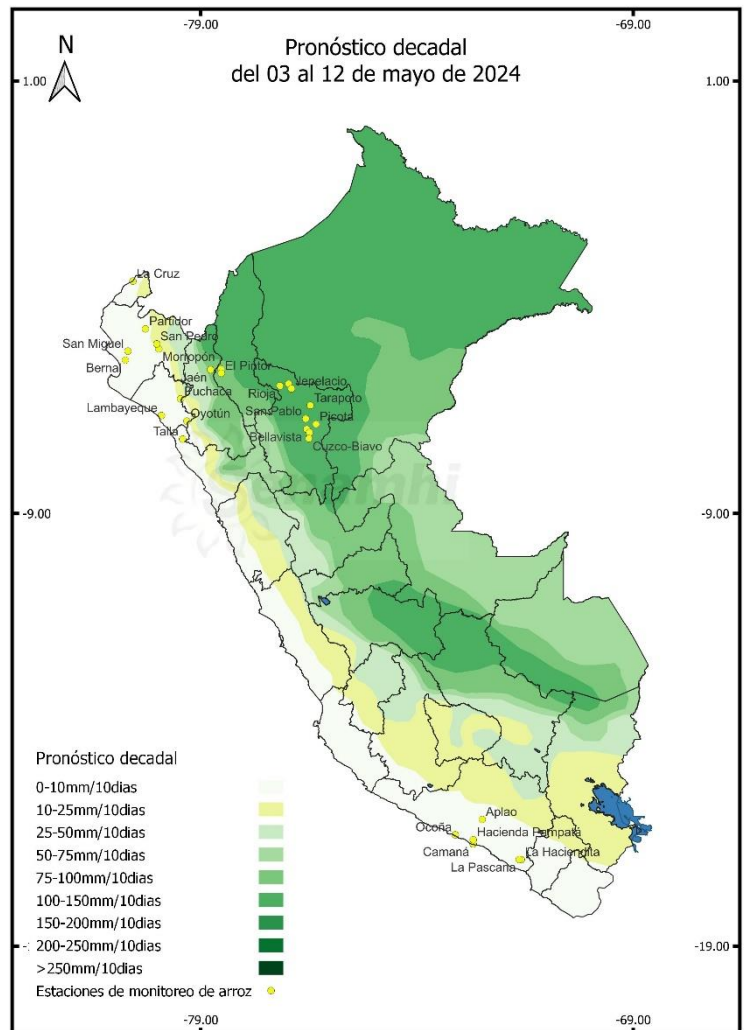 -79.00
-69.00
N
Pronóstico decadal
del 03 al 12 de mayo de 2024
1.00
1.00
La Cruz
Partidor
San Pedro
San Miguel
Morropón
Bernal
El Pintor
Jaén
Jepelacio
Puchaca
Rioja
Tarapoto
Lambayeque
Oyotún
San Pablo
Picota
Talla
Bellavista
Cuzco-Biavo
senamhi
-9.00
-9.00
Pronóstico decadal
0-10mm/10dias
10-25mm/10dias
25-50mm/10dias
50-75mm/10dias
75-100mm/10dias
100-150mm/10dias
150-200mm/10dias
200-250mm/10dias
>250mm/10dias
Estaciones de monitoreo de arroz
Aplao
Ocoña
Hacienda Pampatá
Camaná
La Haciendita
La Pascana
-19.00
-79.00
-69.00